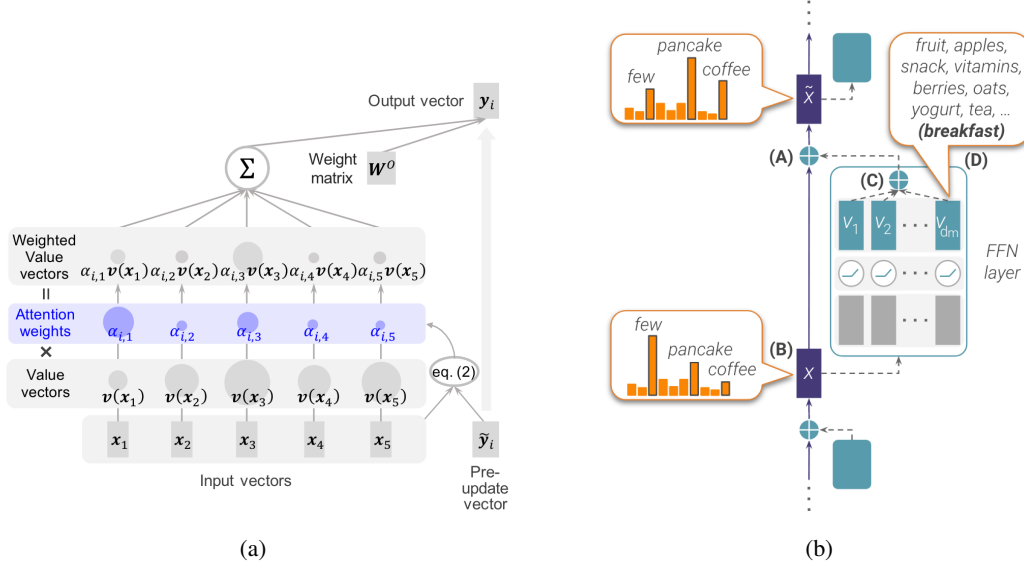 Output vector
y_i
Σ
Weight
matrix
W^O
Weighted
Value
vectors
α_{i,1}v(x_1) α_{i,2}v(x_2) α_{i,3}v(x_3) α_{i,4}v(x_4) α_{i,5}v(x_5)
=
Attention
weights
α_{i,1} α_{i,2} α_{i,3} α_{i,4} α_{i,5}
×
Value
vectors
v(x_1) v(x_2) v(x_3) v(x_4) v(x_5)
eq. (2)
x_1 x_2 x_3 x_4 x_5
ỹ_i
Input vectors
Pre-
update
vector
(a)
pancake
few
coffee
x̃
fruit, apples,
snack, vitamins,
berries, oats,
yogurt, tea, ...
(breakfast)
(A)
(D)
(C)
V_1 V_2 ... V_dm
FFN
layer
...
...
few
pancake
coffee
(B)
x
(b)